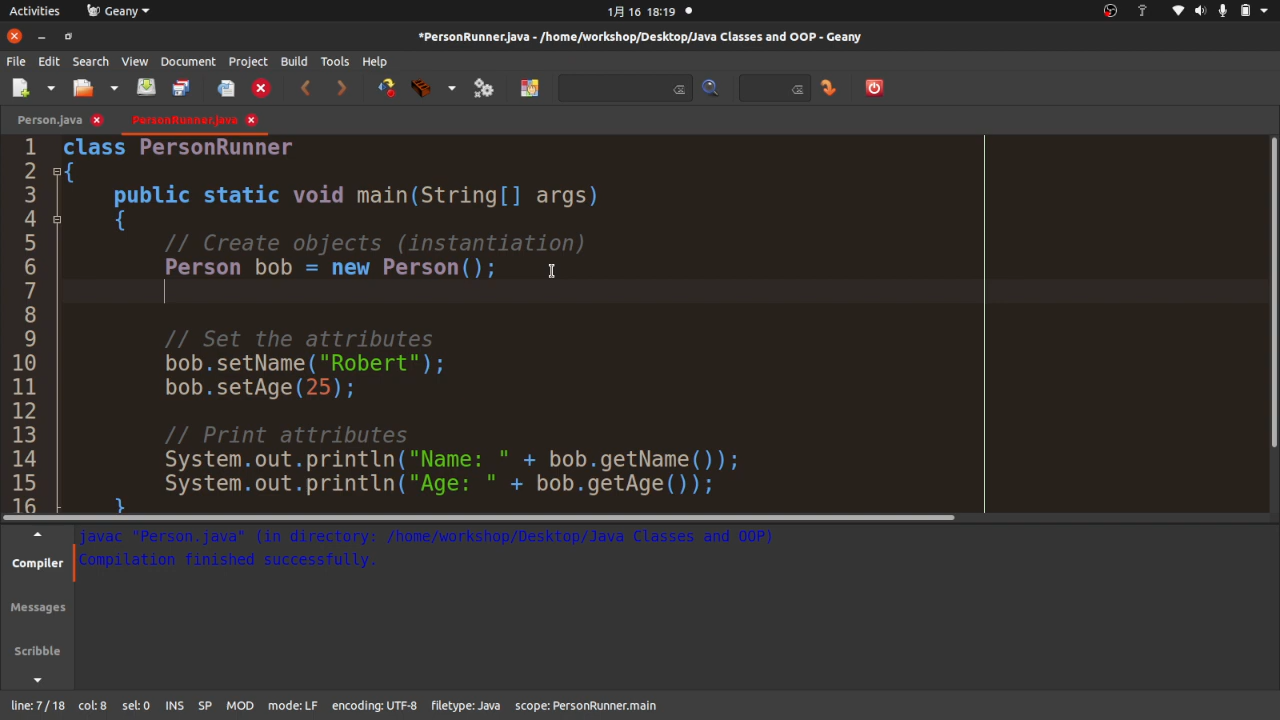 Activities Geany 1月 16 18:19
*PersonRunner.java - /home/workshop/Desktop/Java Classes and OOP - Geany
File Edit Search View Document Project Build Tools Help
Person.java PersonRunner.java
1 class PersonRunner
2 {
3 public static void main(String[] args)
4 {
5 // Create objects (instantiation)
6 Person bob = new Person();
7
8
9 // Set the attributes
10 bob.setName("Robert");
11 bob.setAge(25);
12
13 // Print attributes
14 System.out.println("Name: " + bob.getName());
15 System.out.println("Age: " + bob.getAge());
16 }
javac "Person.java" (in directory: /home/workshop/Desktop/Java Classes and OOP)
Compiler Compilation finished successfully.
Messages
Scribble
line: 7 / 18 col: 8 sel: 0 INS SP MOD mode: LF encoding: UTF-8 filetype: Java scope: PersonRunner.main